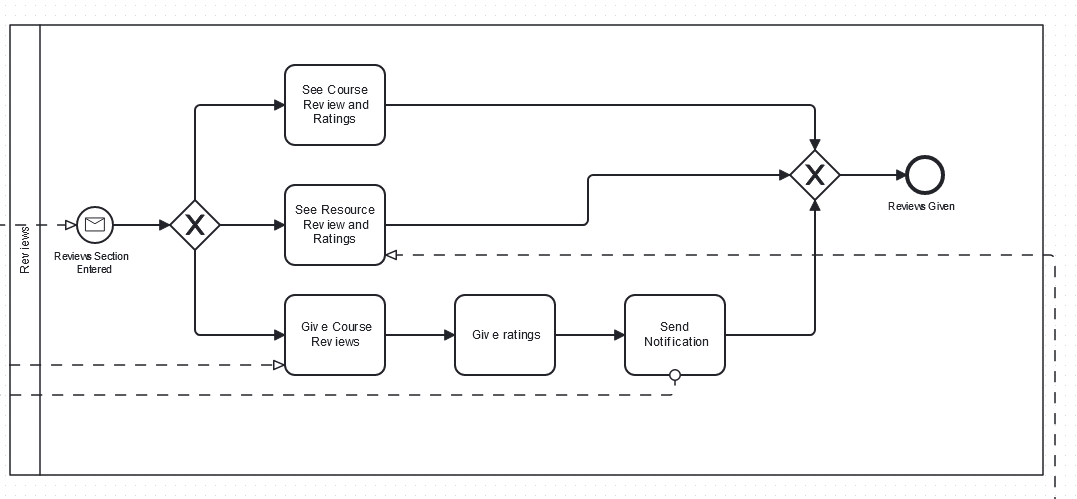 Reviews
Reviews Section
Entered
See Course
Review and
Ratings
See Resource
Review and
Ratings
Give Course
Reviews
Give ratings
Send
Notification
Reviews Given